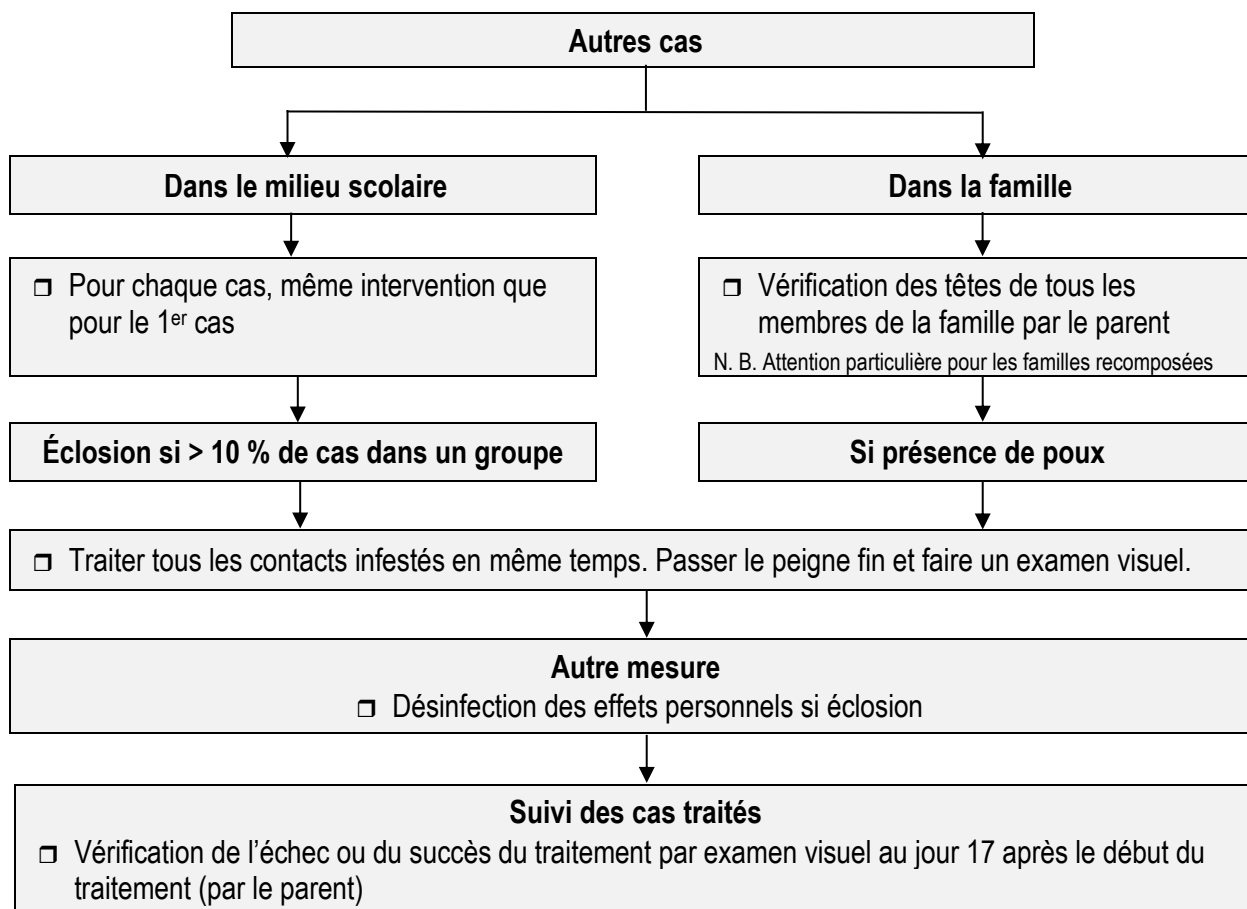 Autres cas
Dans le milieu scolaire
❒ Pour chaque cas, même intervention que
pour le 1er cas
Éclosion si > 10 % de cas dans un groupe
Dans la famille
❒ Vérification des têtes de tous les
membres de la famille par le parent
N. B. Attention particulière pour les familles recomposées
Si présence de poux
❒ Traiter tous les contacts infestés en même temps. Passer le peigne fin et faire un examen visuel.
Autre mesure
❒ Désinfection des effets personnels si éclosion
Suivi des cas traités
❒ Vérification de l’échec ou du succès du traitement par examen visuel au jour 17 après le début du
traitement (par le parent)